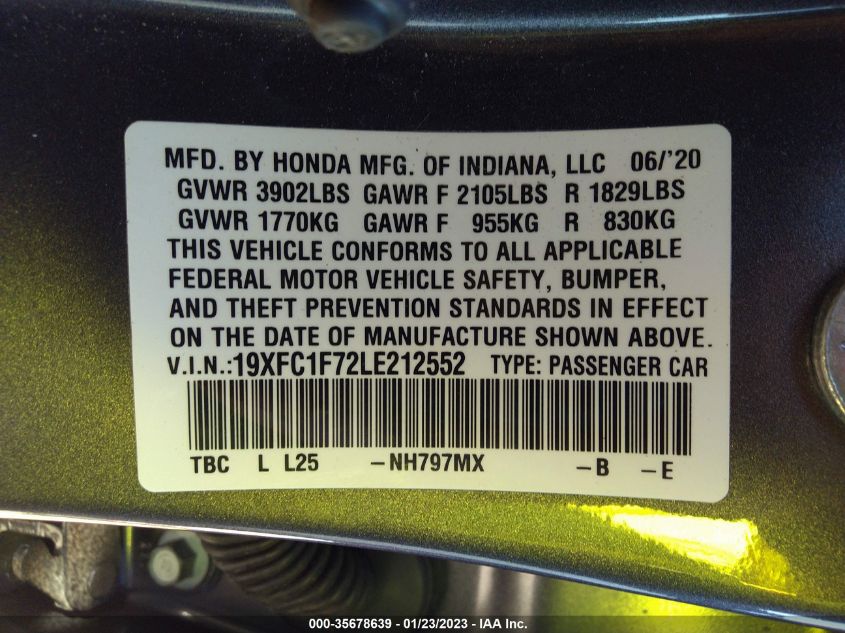 MFD. BY HONDA MFG. OF INDIANA, LLC 06/'20
GVWR 3902LBS GAWR F 2105LBS R 1829LBS
GVWR 1770KG GAWR F 955KG R 830KG
THIS VEHICLE CONFORMS TO ALL APPLICABLE
FEDERAL MOTOR VEHICLE SAFETY, BUMPER,
AND THEFT PREVENTION STANDARDS IN EFFECT
ON THE DATE OF MANUFACTURE SHOWN ABOVE.
V.I.N.:19XFC1F72LE212552 TYPE: PASSENGER CAR
TBC L L25 -NH797MX -B -E
000-35678639 - 01/23/2023 - IAA Inc.